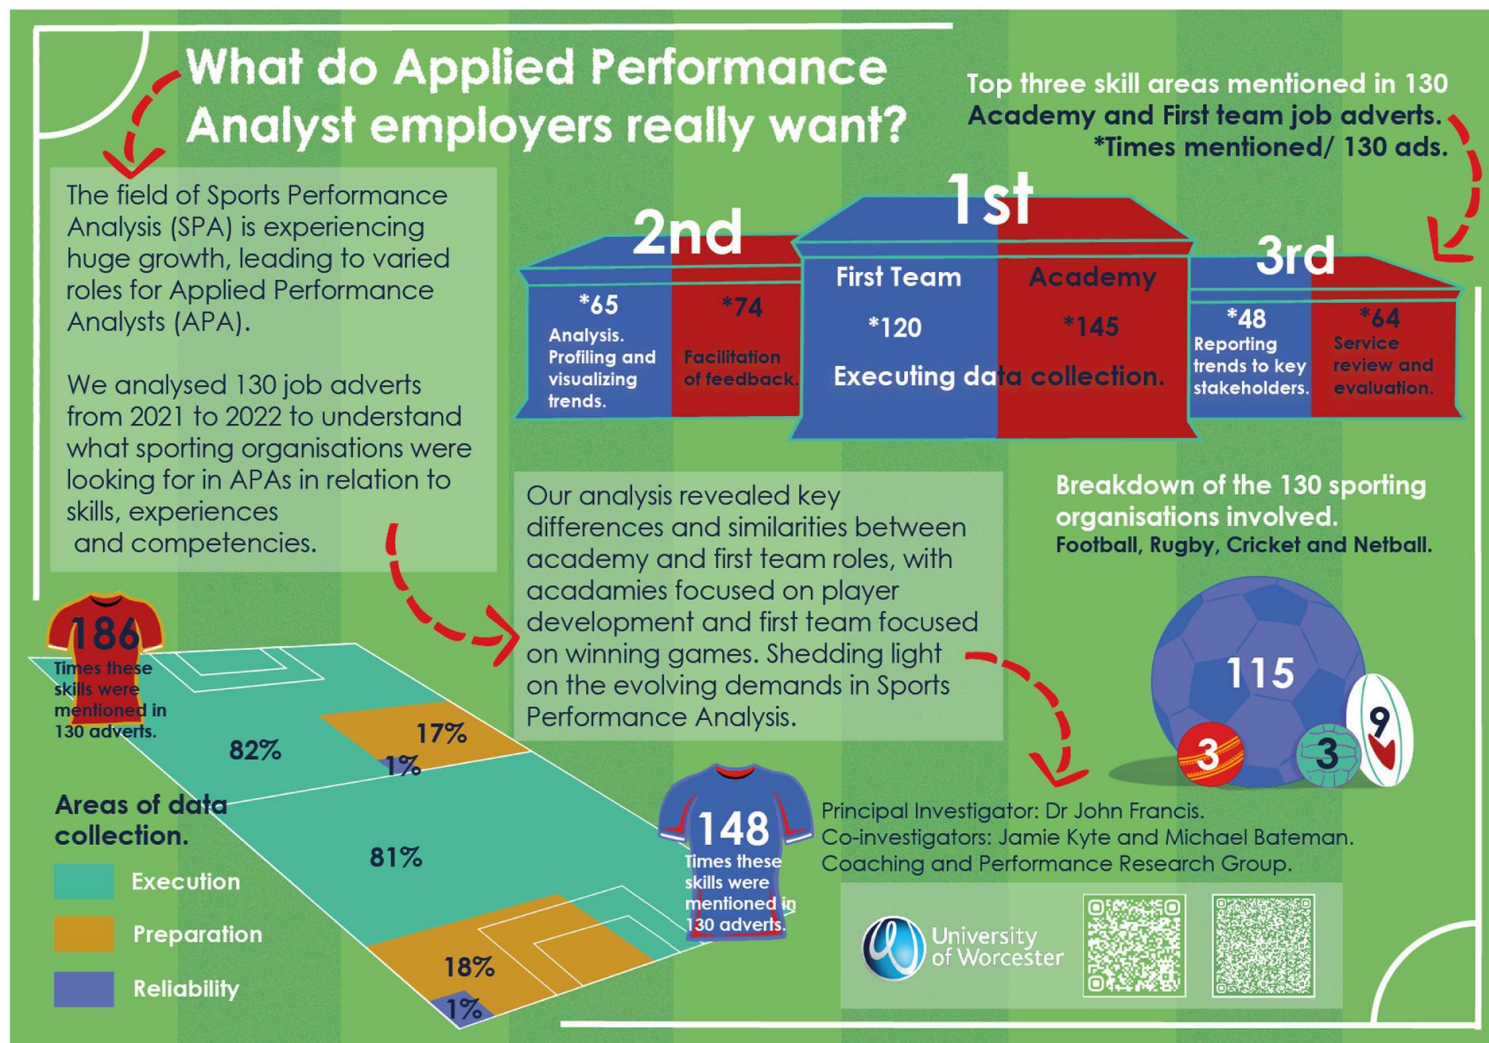 What do Applied Performance
Analyst employers really want?
Top three skill areas mentioned in 130
Academy and First team job adverts.
*Times mentioned/ 130 ads.
The field of Sports Performance
Analysis (SPA) is experiencing
huge growth, leading to varied
roles for Applied Performance
Analysts (APA).
We analysed 130 job adverts
from 2021 to 2022 to understand
what sporting organisations were
looking for in APAs in relation to
skills, experiences
and competencies.
2nd
*65
Analysis.
Profiling and
visualizing
trends.
*74
Facilitation
of feedback.
1st
First Team
Academy
*120
*145
Executing data collection.
3rd
*48
Reporting
trends to key
stakeholders.
*64
Service
review and
evaluation.
Our analysis revealed key
differences and similarities between
academy and first team roles, with
acadamies focused on player
development and first team focused
on winning games. Shedding light
on the evolving demands in Sports
Performance Analysis.
Breakdown of the 130 sporting
organisations involved.
Football, Rugby, Cricket and Netball.
115
3
3
9
186
Times these
skills were
mentioned in
130 adverts.
82%
17%
1%
Areas of data
collection.
Execution
Preparation
Reliability
81%
18%
1%
148
Times these
skills were
mentioned in
130 adverts.
Principal Investigator: Dr John Francis.
Co-investigators: Jamie Kyte and Michael Bateman.
Coaching and Performance Research Group.
University
of Worcester